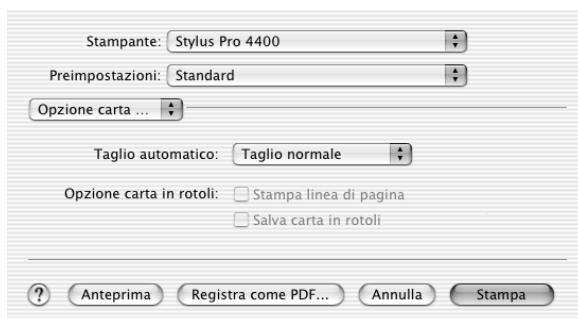 Stampante: Stylus Pro 4400
Preimpostazioni: Standard
Opzione carta ...
Taglio automatico: Taglio normale
Opzione carta in rotoli: Stampa linea di pagina
Salva carta in rotoli
? Anteprima Registra come PDF... Annulla Stampa